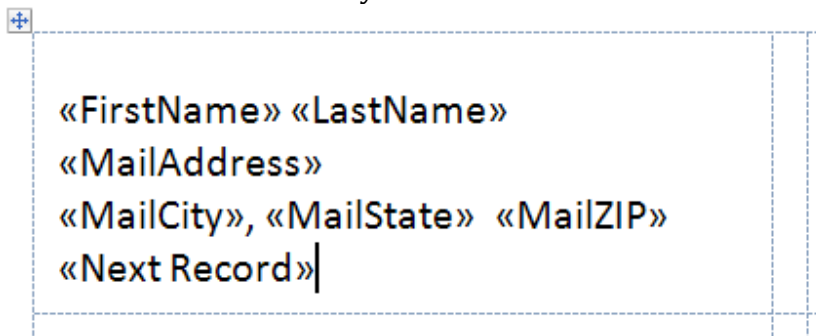 «FirstName» «LastName»
«MailAddress»
«MailCity», «MailState»  «MailZIP»
«Next Record»